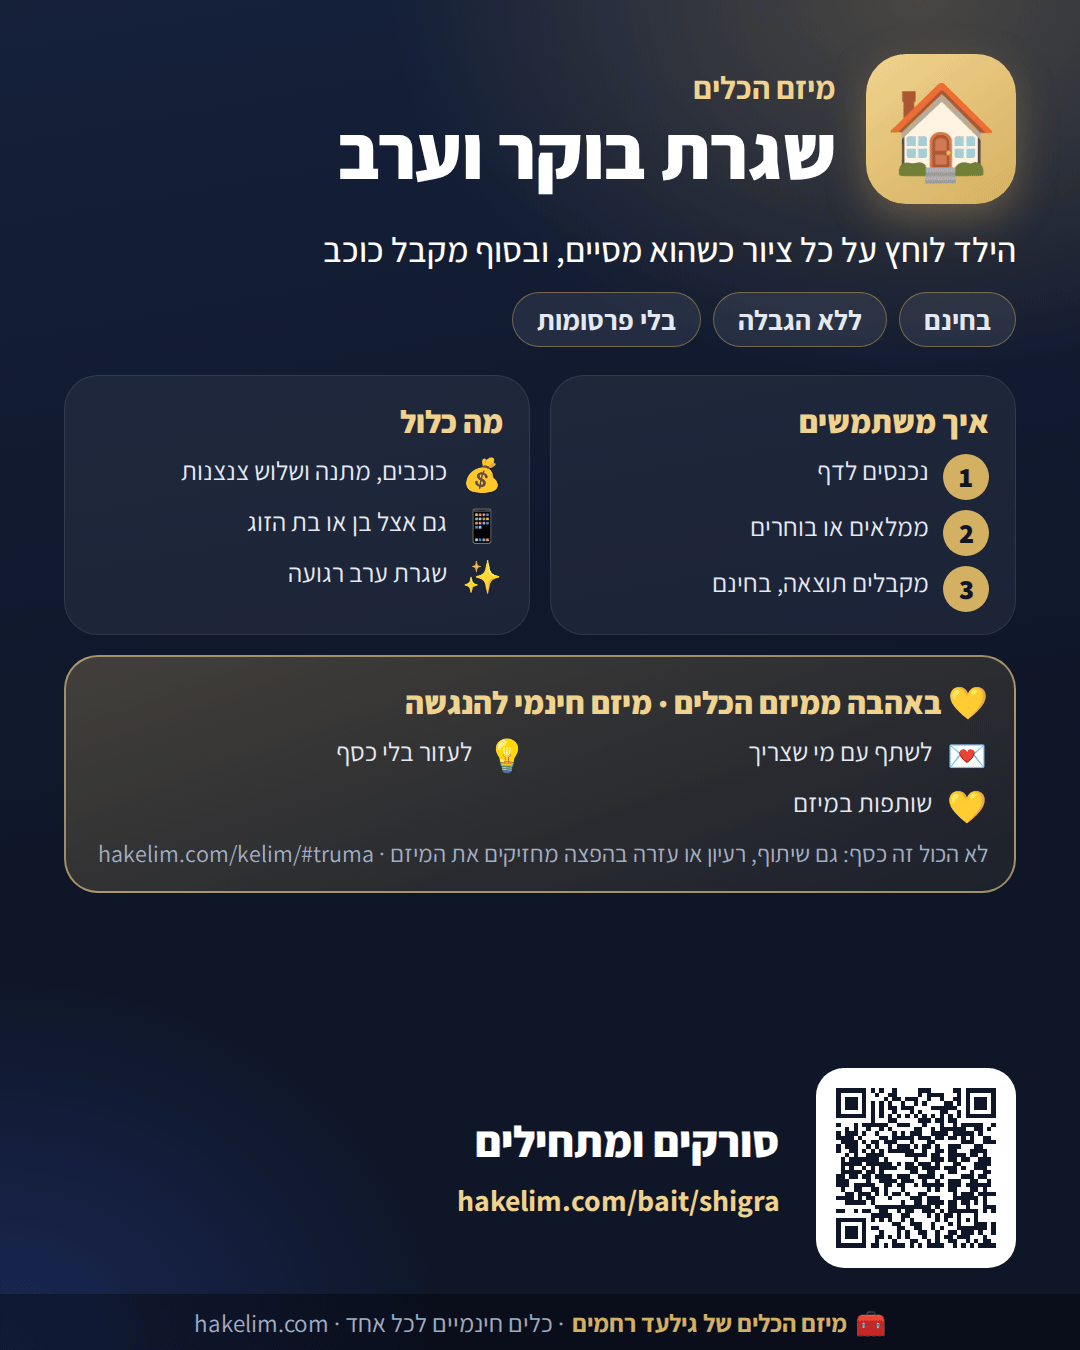 מיזם הכלים
שגרת בוקר וערב
הילד לוחץ על כל ציור כשהוא מסיים, ובסוף מקבל כוכב
בחינם
ללא הגבלה
בלי פרסומות
איך משתמשים
1 נכנסים לדף
2 ממלאים או בוחרים
3 מקבלים תוצאה, בחינם
מה כלול
כוכבים, מתנה ושלוש צנצנות
גם אצל בן או בת הזוג
שגרת ערב רגועה
באהבה ממיזם הכלים · מיזם חינמי להנגשה
לשתף עם מי שצריך
לעזור בלי כסף
שותפות במיזם
לא הכול זה כסף: גם שיתוף, רעיון או עזרה בהפצה מחזיקים את המיזם · hakelim.com/kelim/#truma
סורקים ומתחילים
hakelim.com/bait/shigra
מיזם הכלים של גילעד רחמים · כלים חינמיים לכל אחד · hakelim.com